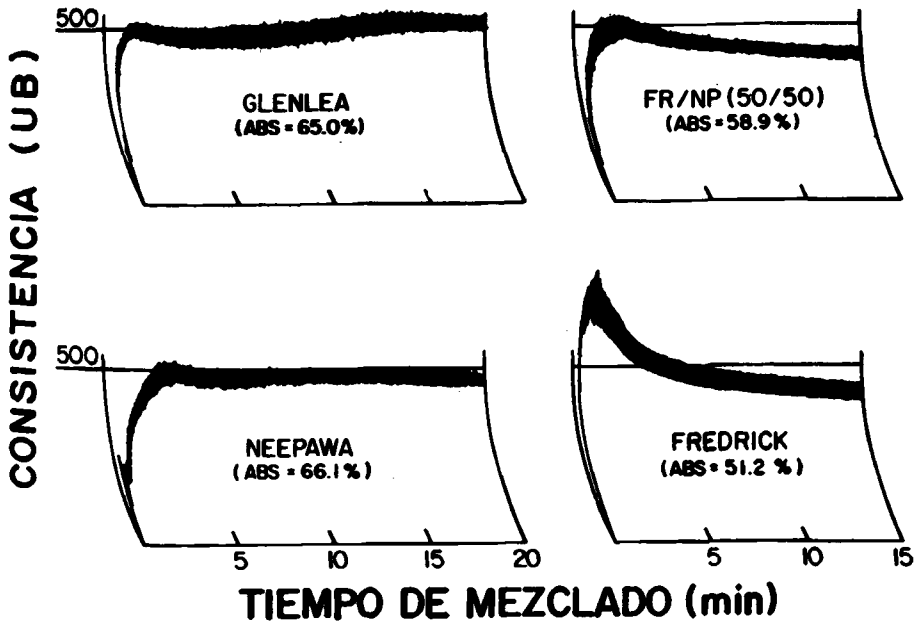 CONSISTENCIA (UB)
500
GLENLEA
(ABS = 65.0%)
FR/NP (50/50)
(ABS = 58.9%)
500
NEEPAWA
(ABS = 66.1%)
FREDRICK
(ABS = 51.2 %)
5 10 15 20
5 10 15
TIEMPO DE MEZCLADO (min)